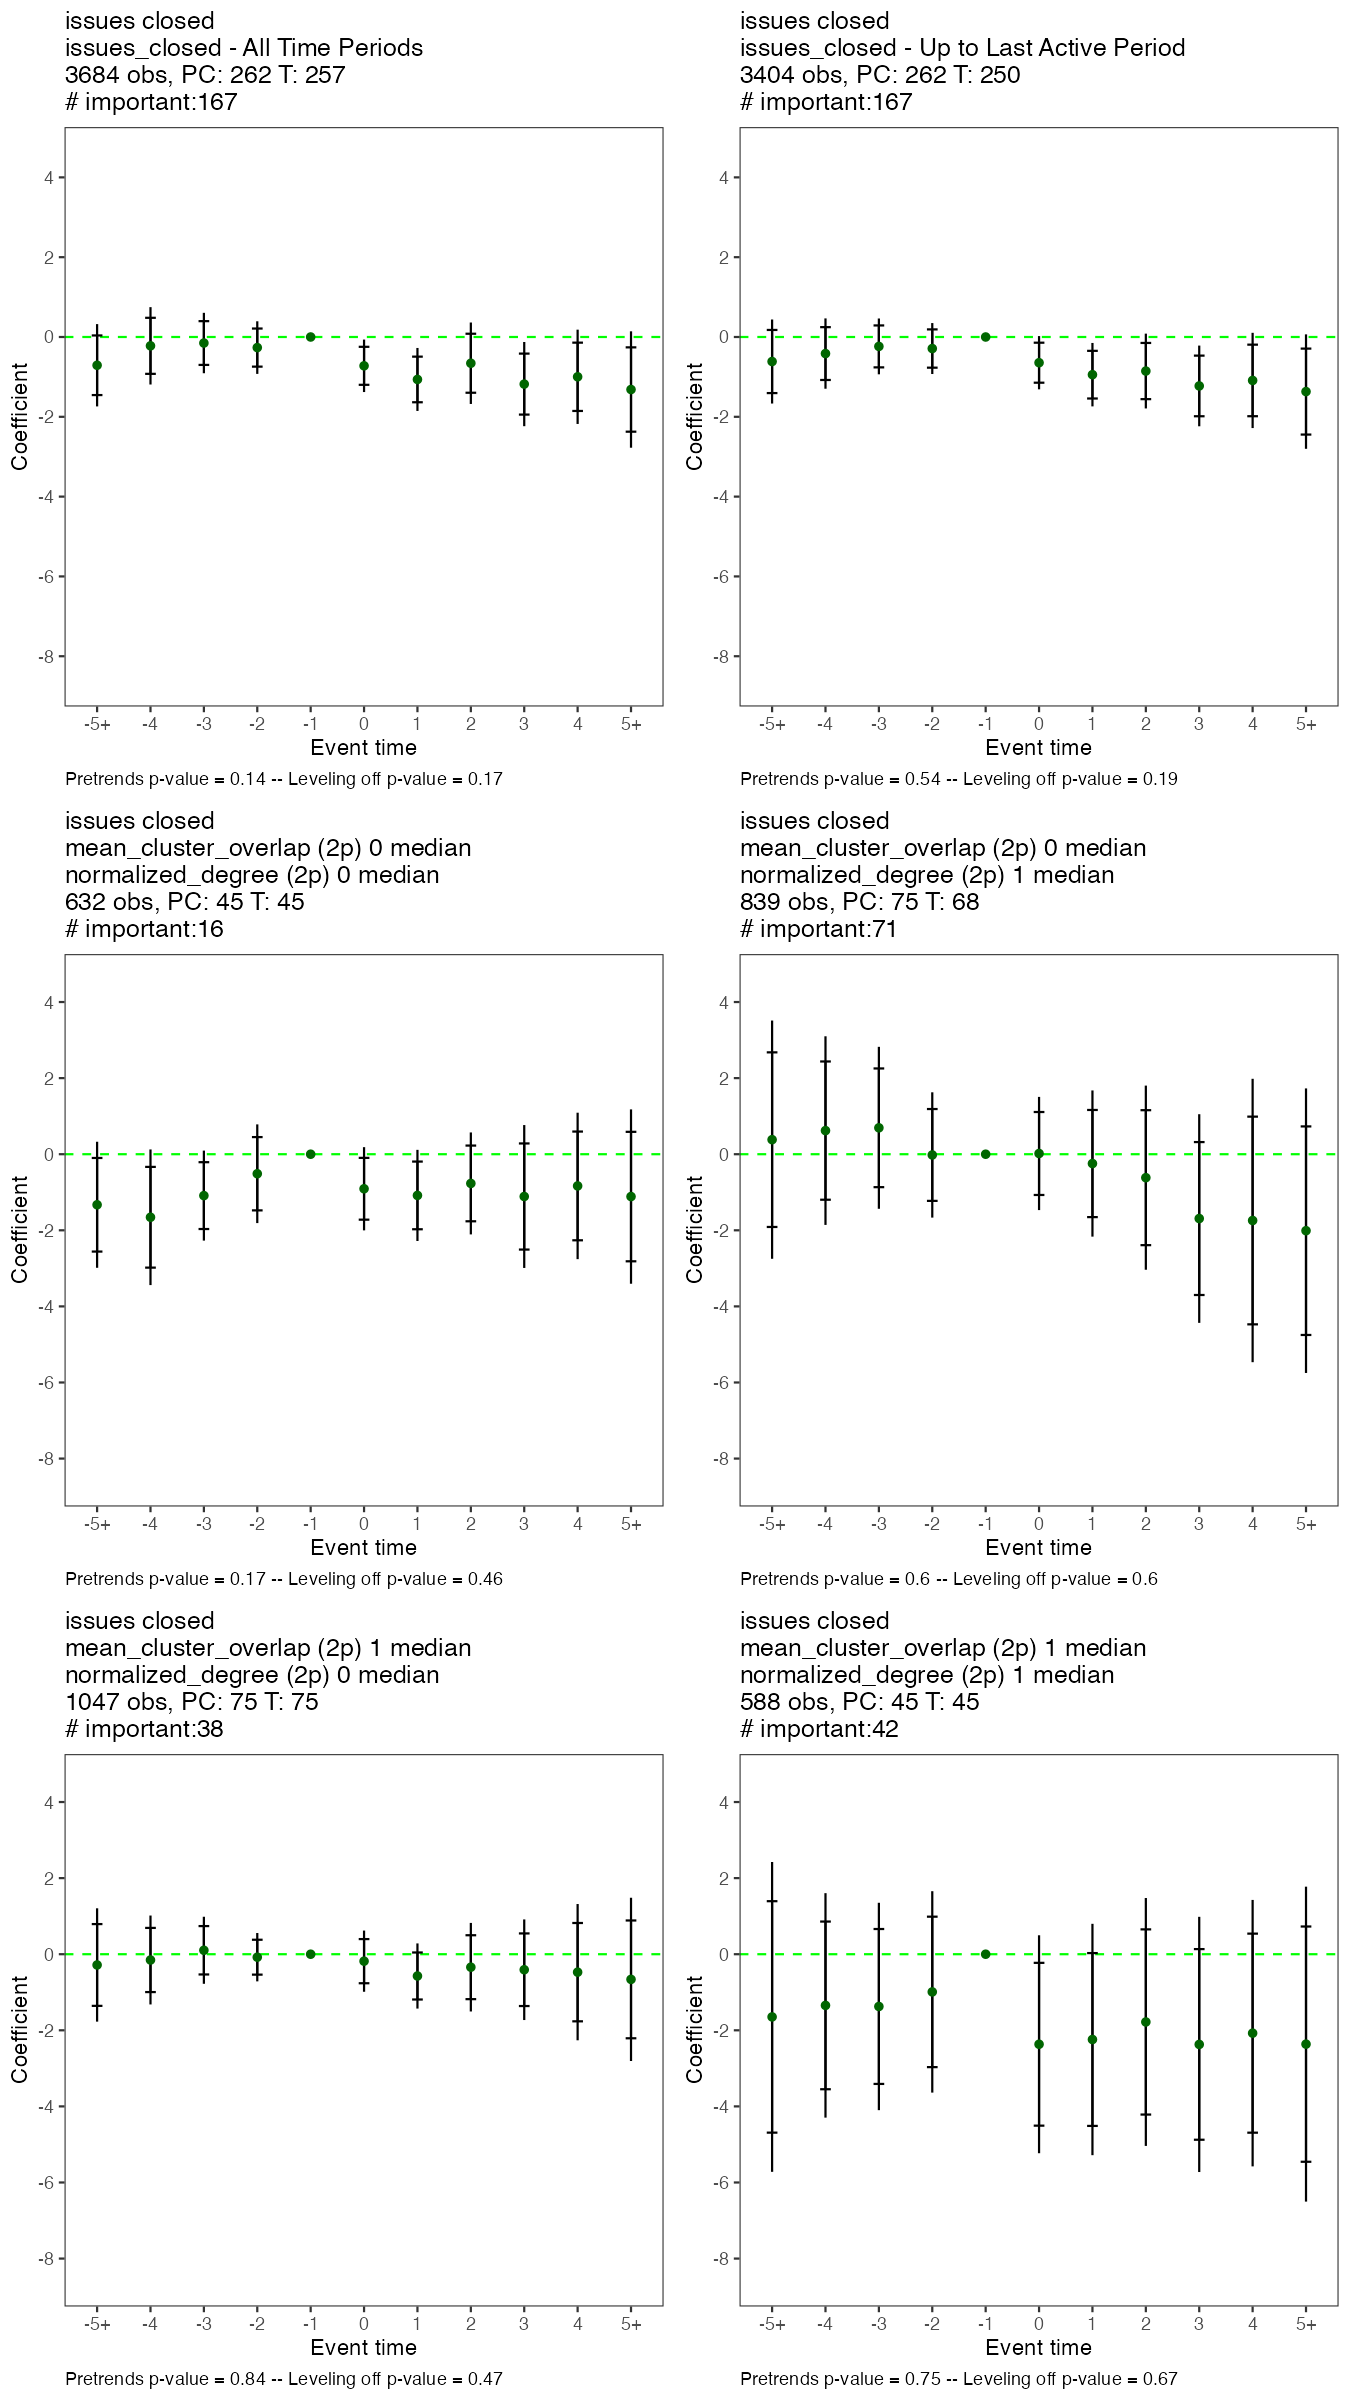 issues closed
issues_closed - All Time Periods
3684 obs, PC: 262 T: 257
# important:167
4
2
0
-2
-4
-6
-8
Coefficient
-5+ -4 -3 -2 -1 0 1 2 3 4 5+
Event time
Pretrends p-value = 0.14 -- Leveling off p-value = 0.17
issues closed
issues_closed - Up to Last Active Period
3404 obs, PC: 262 T: 250
# important:167
4
2
0
-2
-4
-6
-8
Coefficient
-5+ -4 -3 -2 -1 0 1 2 3 4 5+
Event time
Pretrends p-value = 0.54 -- Leveling off p-value = 0.19
issues closed
mean_cluster_overlap (2p) 0 median
normalized_degree (2p) 0 median
632 obs, PC: 45 T: 45
# important:16
4
2
0
-2
-4
-6
-8
Coefficient
-5+ -4 -3 -2 -1 0 1 2 3 4 5+
Event time
Pretrends p-value = 0.17 -- Leveling off p-value = 0.46
issues closed
mean_cluster_overlap (2p) 0 median
normalized_degree (2p) 1 median
839 obs, PC: 75 T: 68
# important:71
4
2
0
-2
-4
-6
-8
Coefficient
-5+ -4 -3 -2 -1 0 1 2 3 4 5+
Event time
Pretrends p-value = 0.6 -- Leveling off p-value = 0.6
issues closed
mean_cluster_overlap (2p) 1 median
normalized_degree (2p) 0 median
1047 obs, PC: 75 T: 75
# important:38
4
2
0
-2
-4
-6
-8
Coefficient
-5+ -4 -3 -2 -1 0 1 2 3 4 5+
Event time
Pretrends p-value = 0.84 -- Leveling off p-value = 0.47
issues closed
mean_cluster_overlap (2p) 1 median
normalized_degree (2p) 1 median
588 obs, PC: 45 T: 45
# important:42
4
2
0
-2
-4
-6
-8
Coefficient
-5+ -4 -3 -2 -1 0 1 2 3 4 5+
Event time
Pretrends p-value = 0.75 -- Leveling off p-value = 0.67